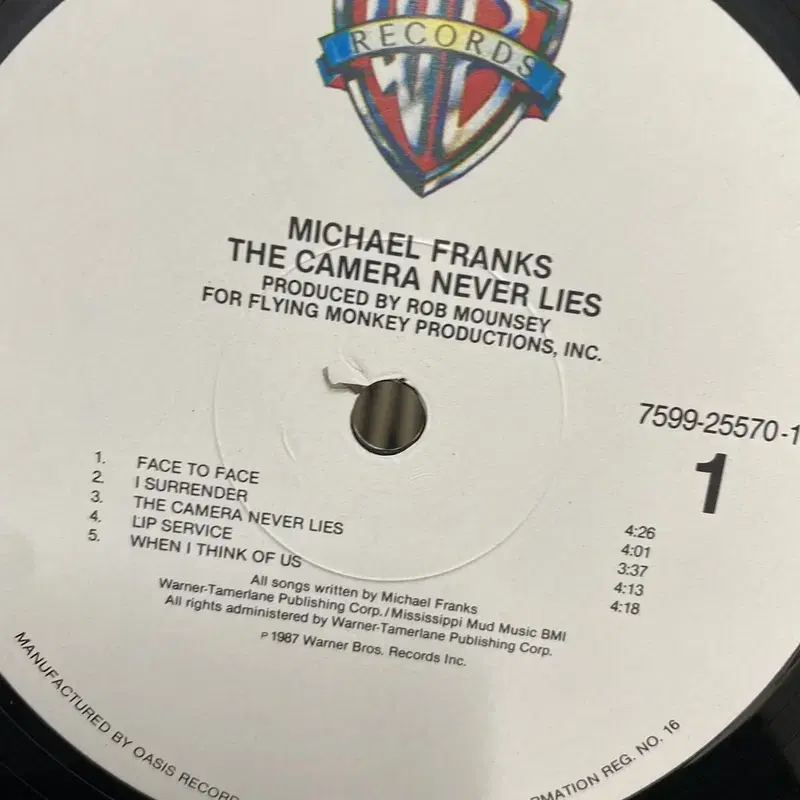 RECORDS
MICHAEL FRANKS
THE CAMERA NEVER LIES
PRODUCED BY ROB MOUNSEY
FOR FLYING MONKEY PRODUCTIONS, INC.
7599-25570-1
1
1. FACE TO FACE 4:26
2. I SURRENDER 4:01
3. THE CAMERA NEVER LIES 3:37
4. LIP SERVICE 4:13
5. WHEN I THINK OF US 4:18
All songs written by Michael Franks
Warner-Tamerlane Publishing Corp./Mississippi Mud Music BMI
All rights administered by Warner-Tamerlane Publishing Corp.
℗ 1987 Warner Bros. Records Inc.
MANUFACTURED BY OASIS RECORD
RMATION REG. NO. 16